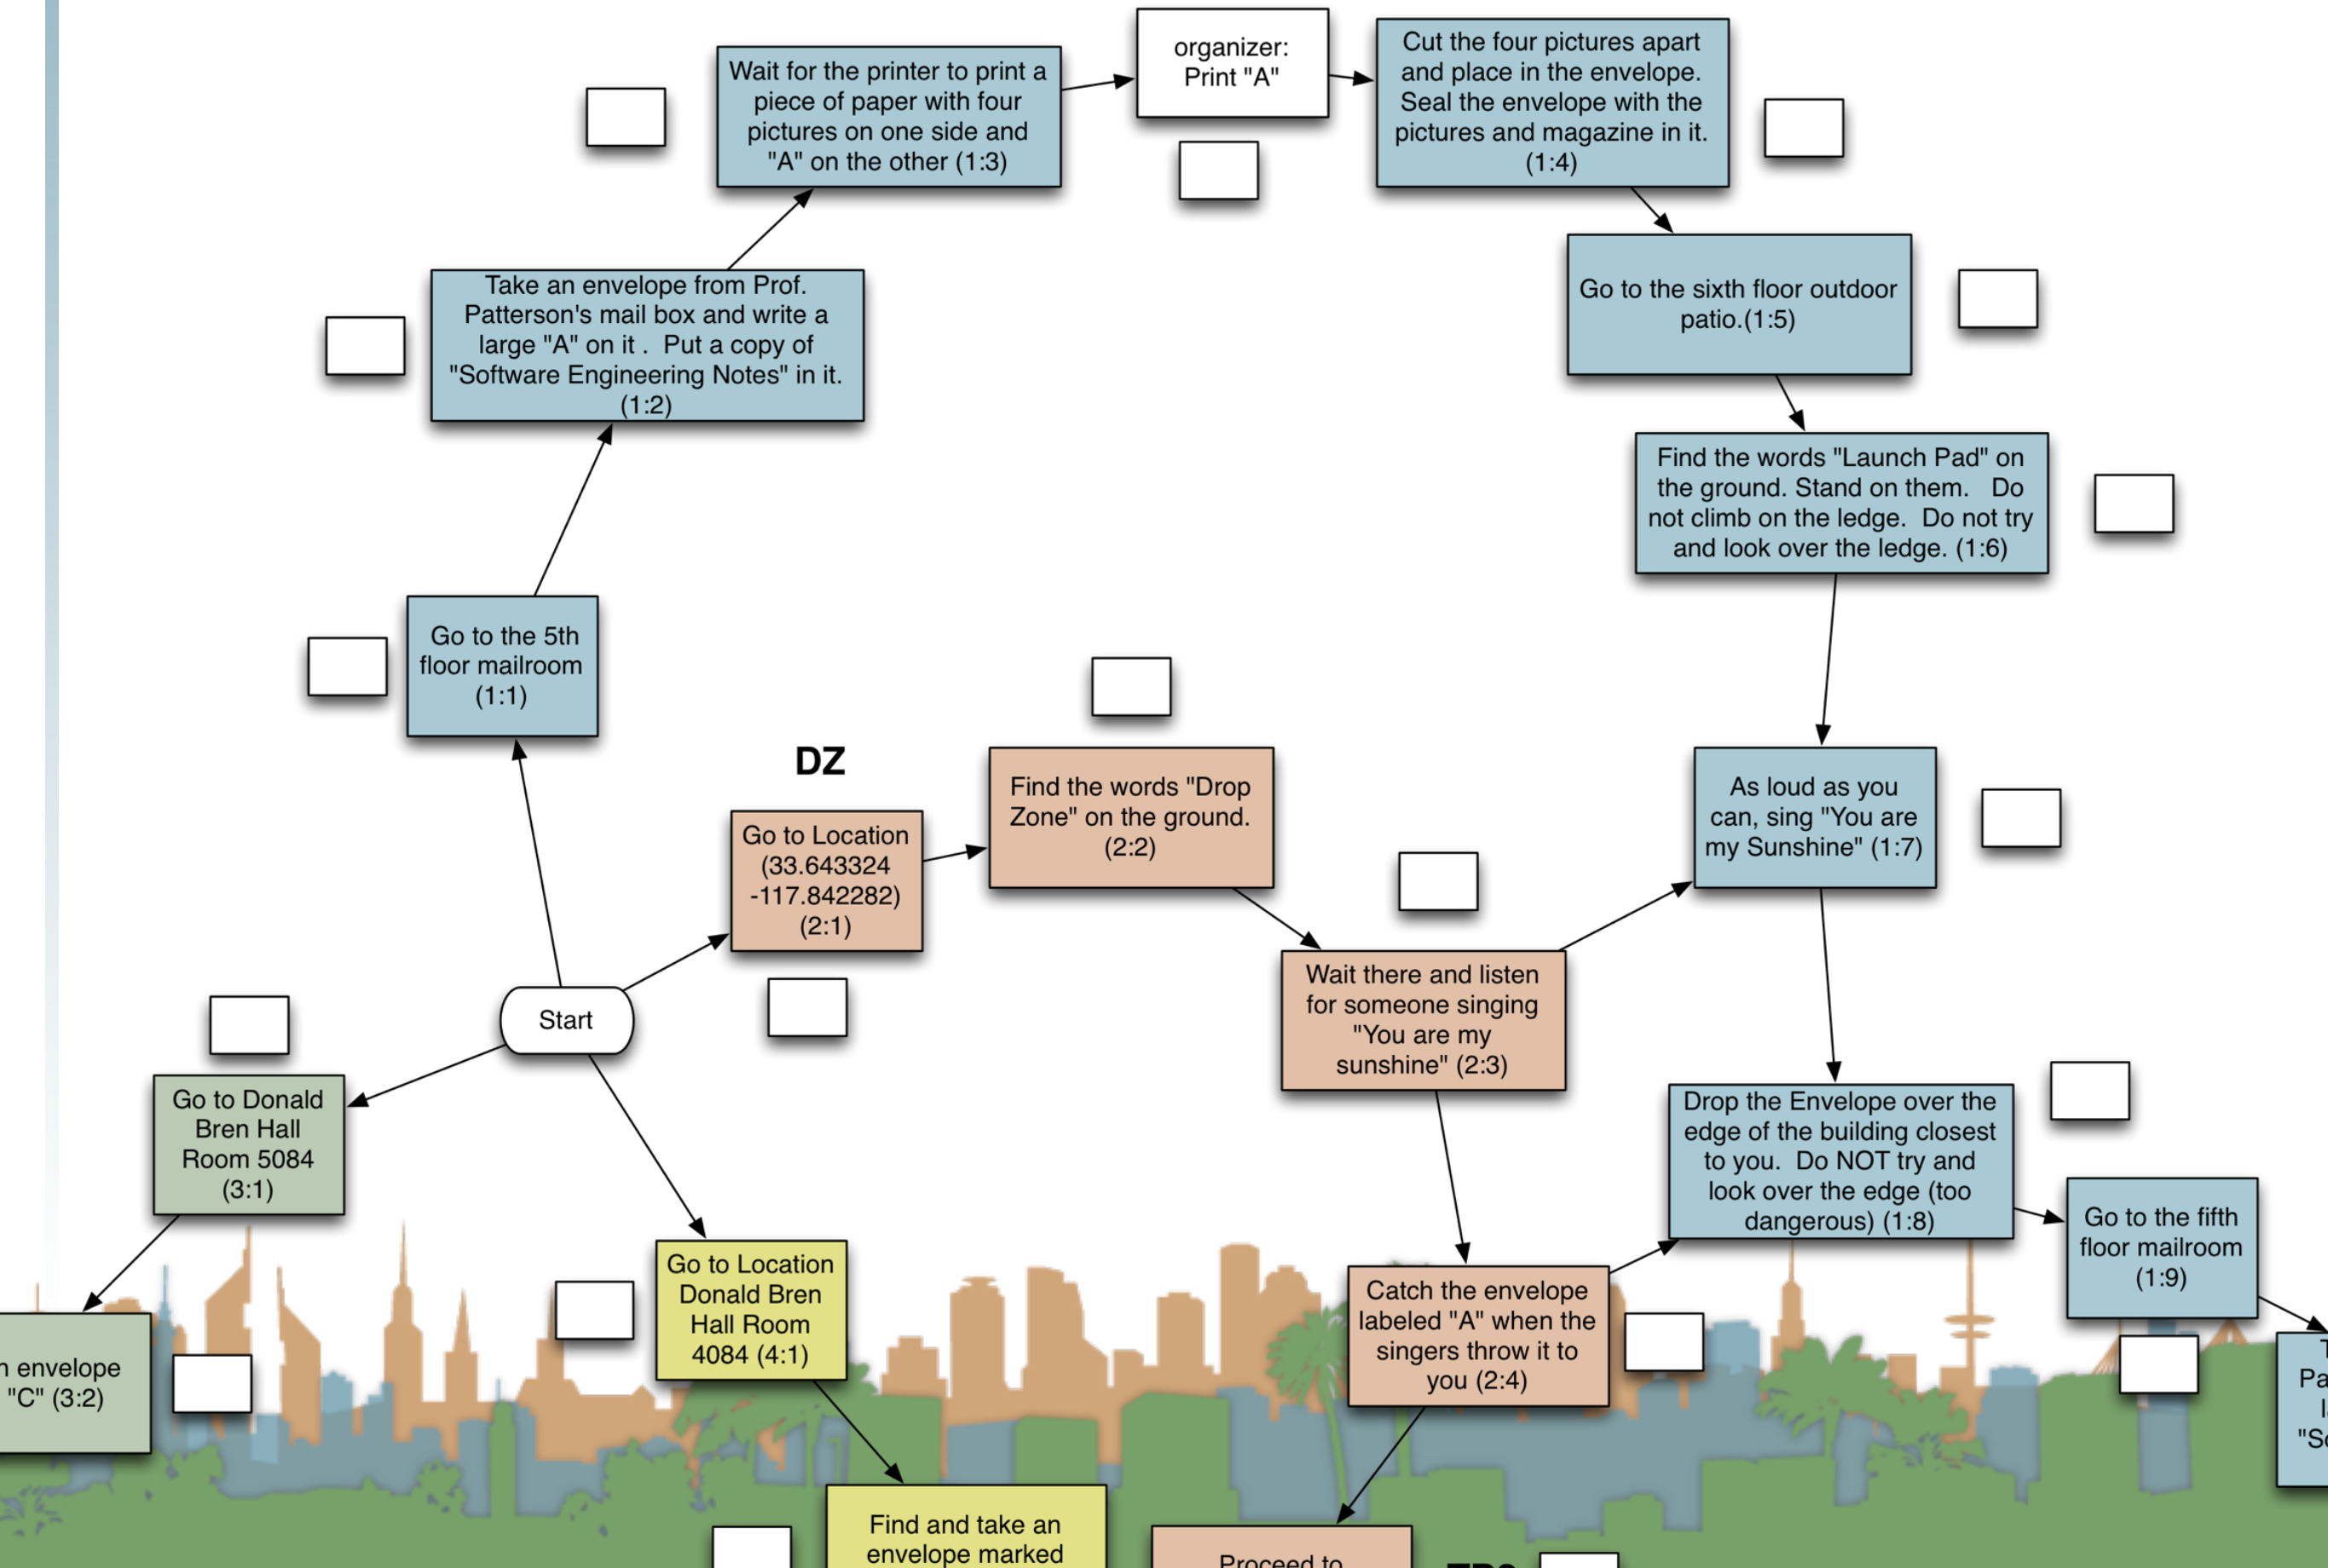 Wait for the printer to print a
piece of paper with four
pictures on one side and
"A" on the other (1:3)
organizer:
Print "A"
Cut the four pictures apart
and place in the envelope.
Seal the envelope with the
pictures and magazine in it.
(1:4)
Take an envelope from Prof.
Patterson's mail box and write a
large "A" on it .  Put a copy of
"Software Engineering Notes" in it.
(1:2)
Go to the sixth floor outdoor
patio.(1:5)
Find the words "Launch Pad" on
the ground. Stand on them.   Do
not climb on the ledge.  Do not try
and look over the ledge. (1:6)
Go to the 5th
floor mailroom
(1:1)
DZ
Go to Location
(33.643324
-117.842282)
(2:1)
Find the words "Drop
Zone" on the ground.
(2:2)
As loud as you
can, sing "You are
my Sunshine" (1:7)
Start
Wait there and listen
for someone singing
"You are my
sunshine" (2:3)
Go to Donald
Bren Hall
Room 5084
(3:1)
Drop the Envelope over the
edge of the building closest
to you.  Do NOT try and
look over the edge (too
dangerous) (1:8)
Go to the fifth
floor mailroom
(1:9)
Go to Location
Donald Bren
Hall Room
4084 (4:1)
Catch the envelope
labeled "A" when the
singers throw it to
you (2:4)
envelope
"C" (3:2)
Find and take an
envelope marked
Proceed to